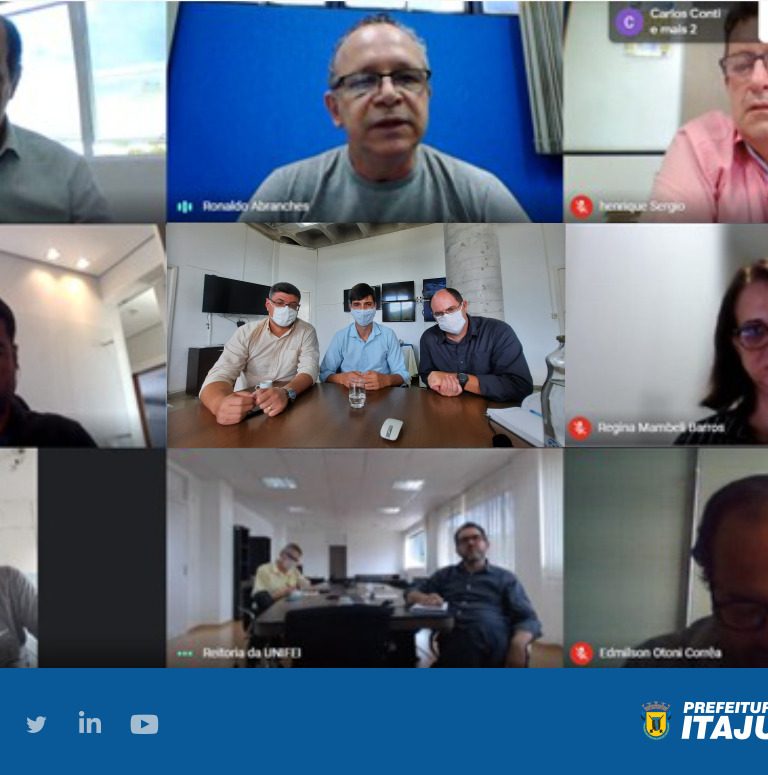 C
Carlos Conti
e mais 2
Ronaldo Abranches
henrique Sergio
Regina Mambeli Barros
Reitoria da UNIFEI
Edmilson Otoni Corrêa
in
PREFEITUR
ITAJU